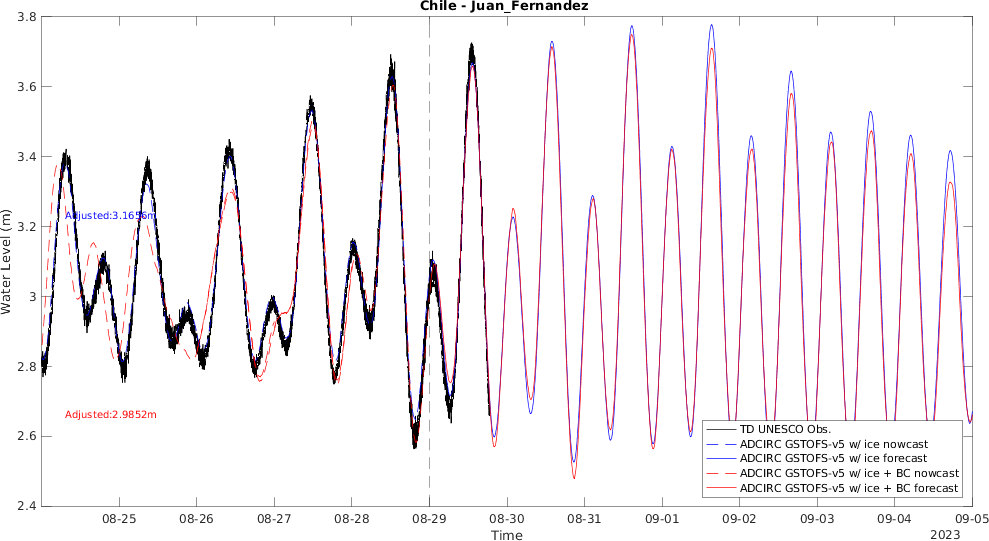 Chile - Juan_Fernandez
3.8
3.6
3.4
3.2
3
2.8
2.6
2.4
Water Level (m)
Adjusted:3.1656m
Adjusted:2.9852m
TD UNESCO Obs.
ADCIRC GSTOFS-v5 w/ ice nowcast
ADCIRC GSTOFS-v5 w/ ice forecast
ADCIRC GSTOFS-v5 w/ ice + BC nowcast
ADCIRC GSTOFS-v5 w/ ice + BC forecast
08-25 08-26 08-27 08-28 08-29 08-30 08-31 09-01 09-02 09-03 09-04 09-05
Time
2023